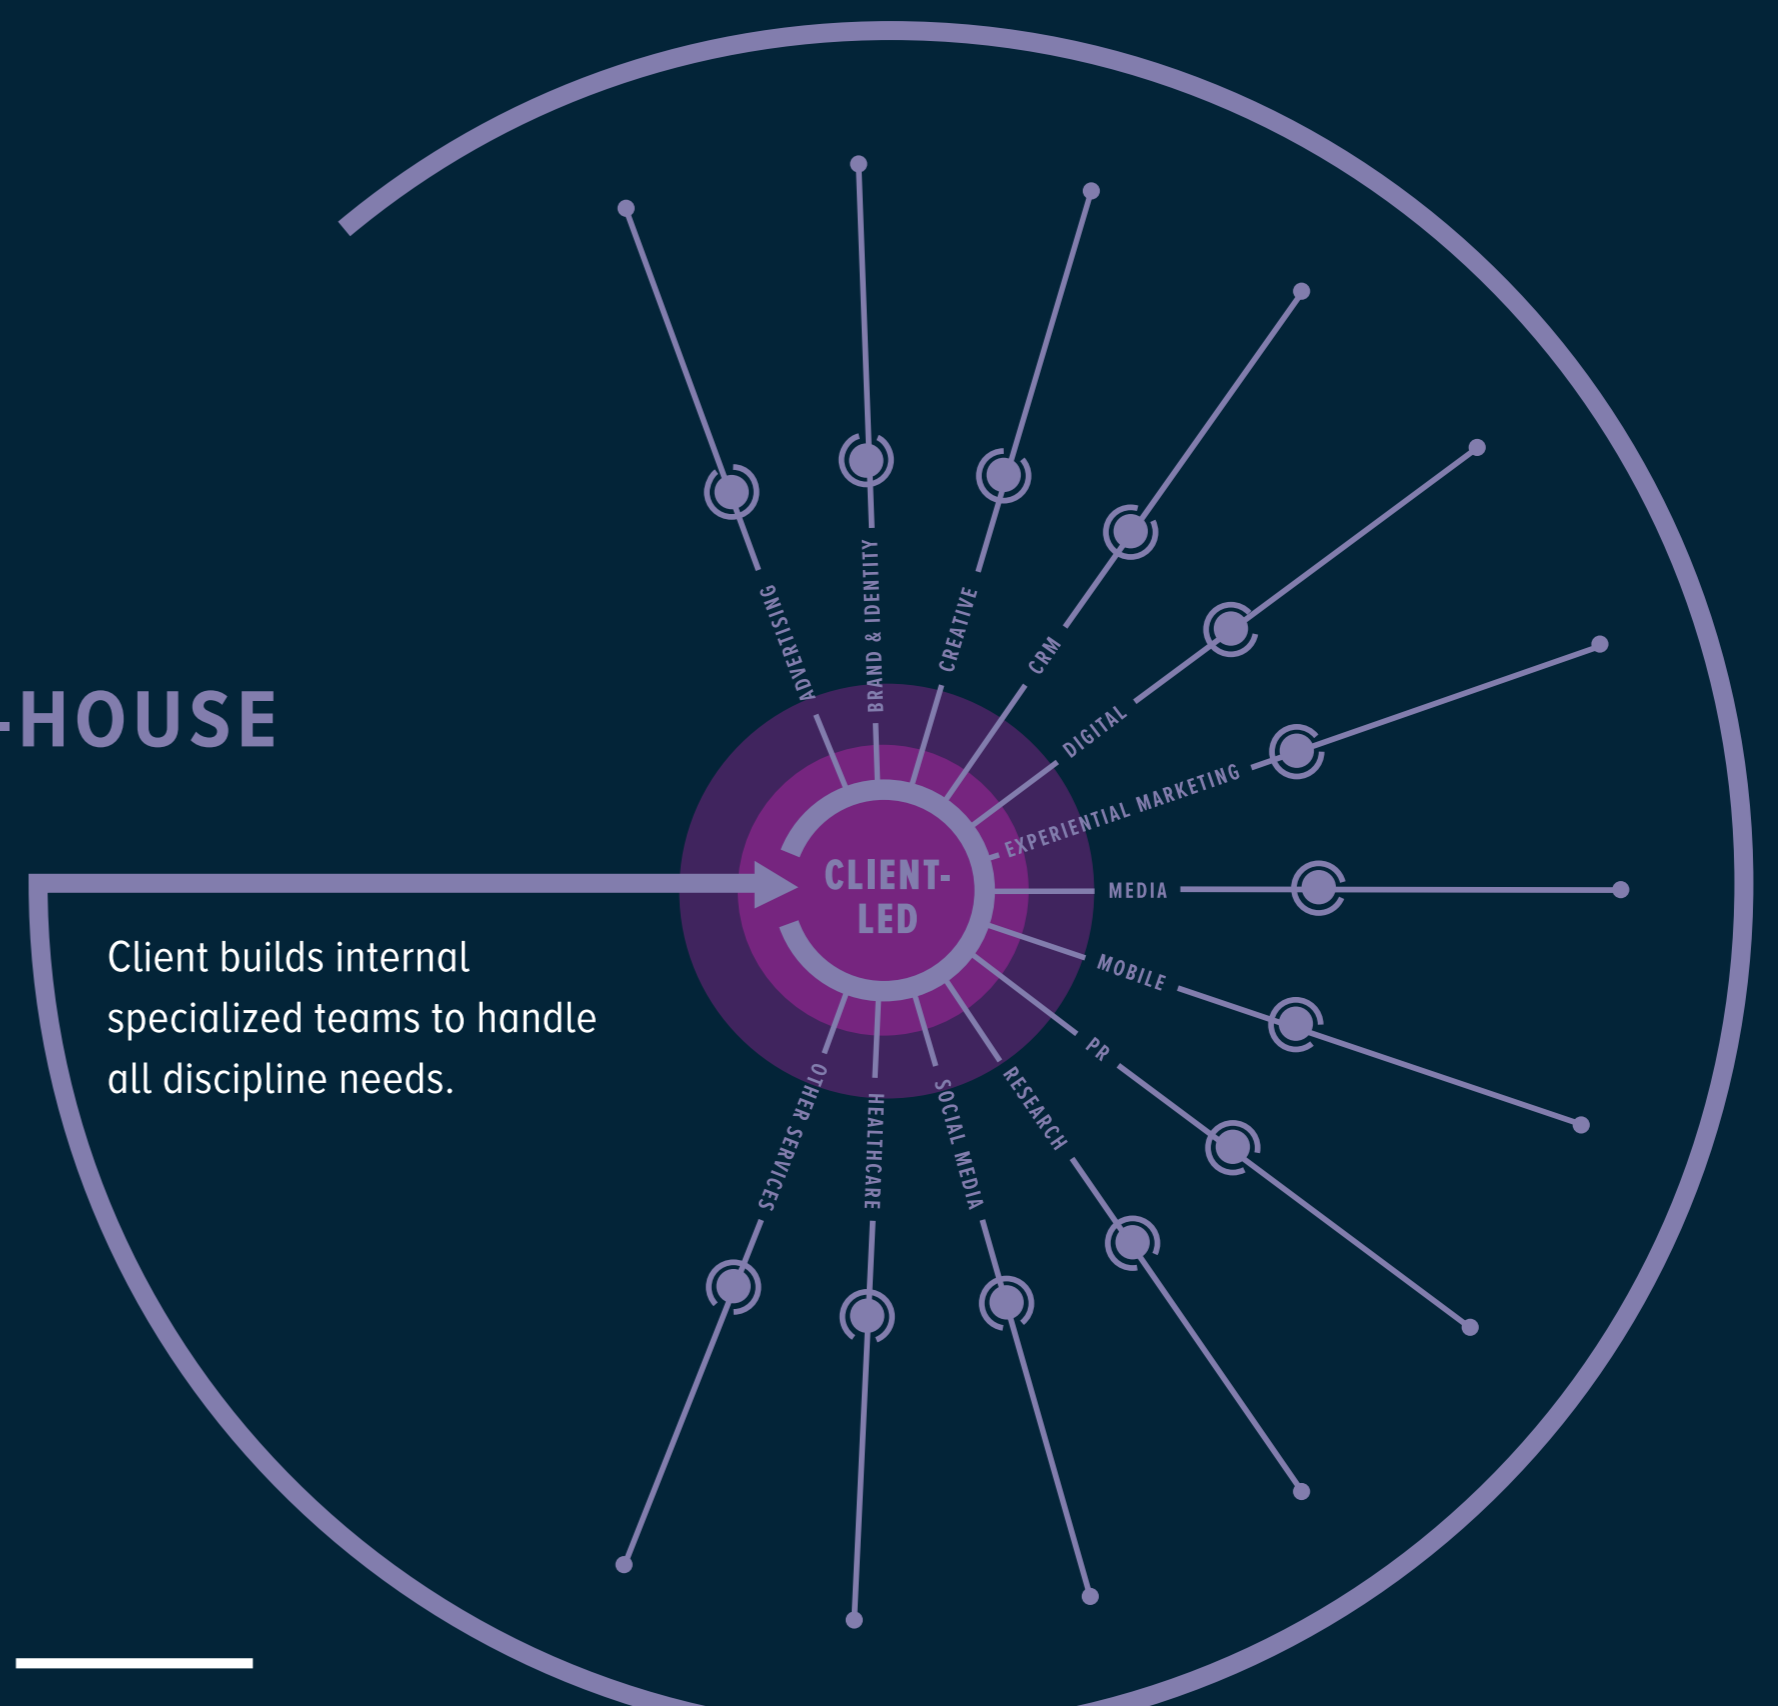 -HOUSE
Client builds internal
specialized teams to handle
all discipline needs.
CLIENT-
LED
ADVERTISING
BRAND & IDENTITY
CREATIVE
CRM
DIGITAL
EXPERIENTIAL MARKETING
MEDIA
MOBILE
PR
RESEARCH
SOCIAL MEDIA
HEALTHCARE
OTHER SERVICES